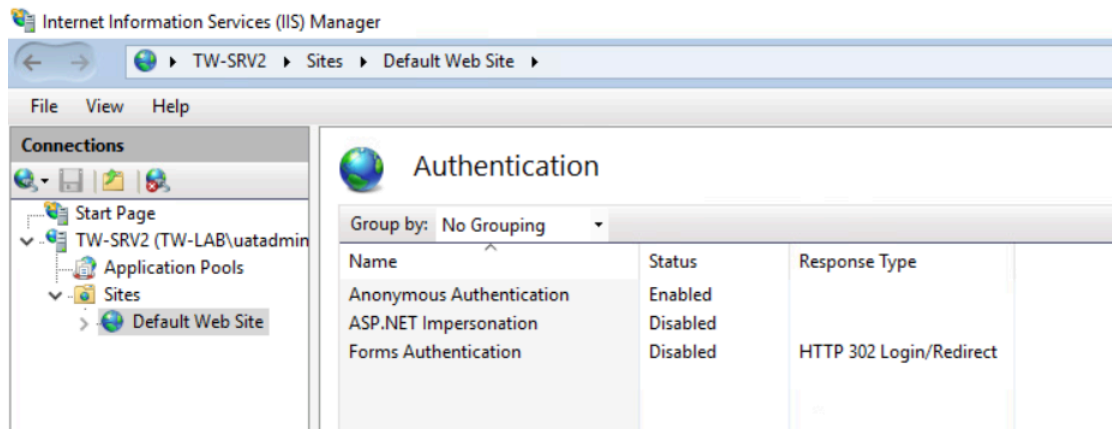 Internet Information Services (IIS) Manager
TW-SRV2 Sites Default Web Site
File View Help
Connections
Start Page
TW-SRV2 (TW-LAB\uatadmin
Application Pools
Sites
Default Web Site
Authentication
Group by: No Grouping
Name Status Response Type
Anonymous Authentication Enabled
ASP.NET Impersonation Disabled
Forms Authentication Disabled HTTP 302 Login/Redirect